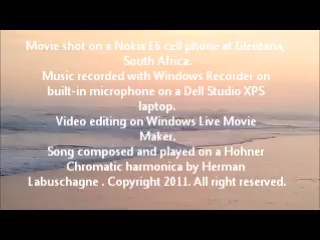 Movie shot on a Nokia E6 cell phone at Glentana,
South Africa.
Music recorded with Windows Recorder on
built-in microphone on a Dell Studio XPS
laptop.
Video editing on Windows Live Movie
Maker.
Song composed and played on a Hohner
Chromatic harmonica by Herman
Labuschagne . Copyright 2011. All right reserved.